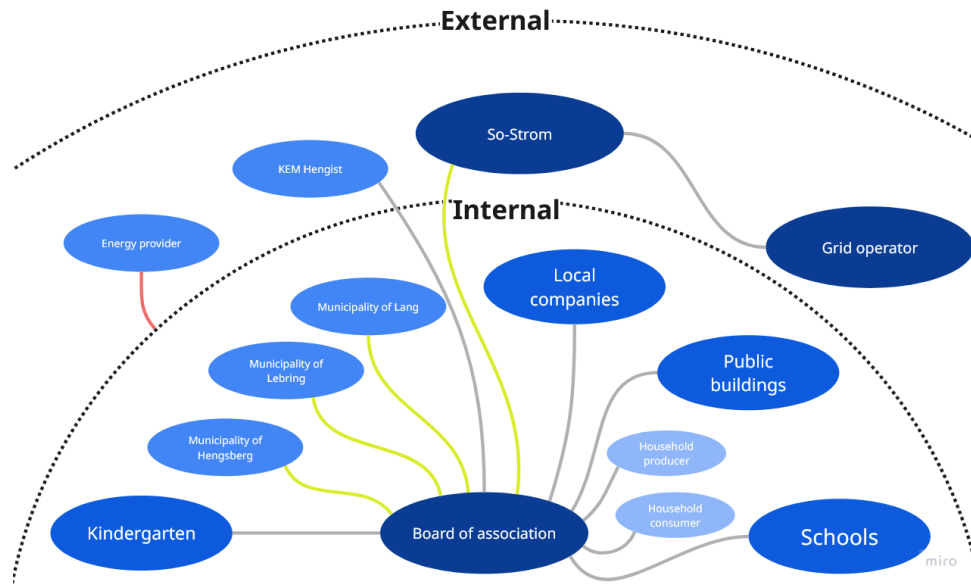 External
So-Strom
KEM Hengist
Internal
Energy provider
Grid operator
Local
companies
Municipality of Lang
Municipality of
Lebring
Public
buildings
Municipality of
Hengsberg
Household
producer
Household
consumer
Kindergarten
Board of association
Schools
miro